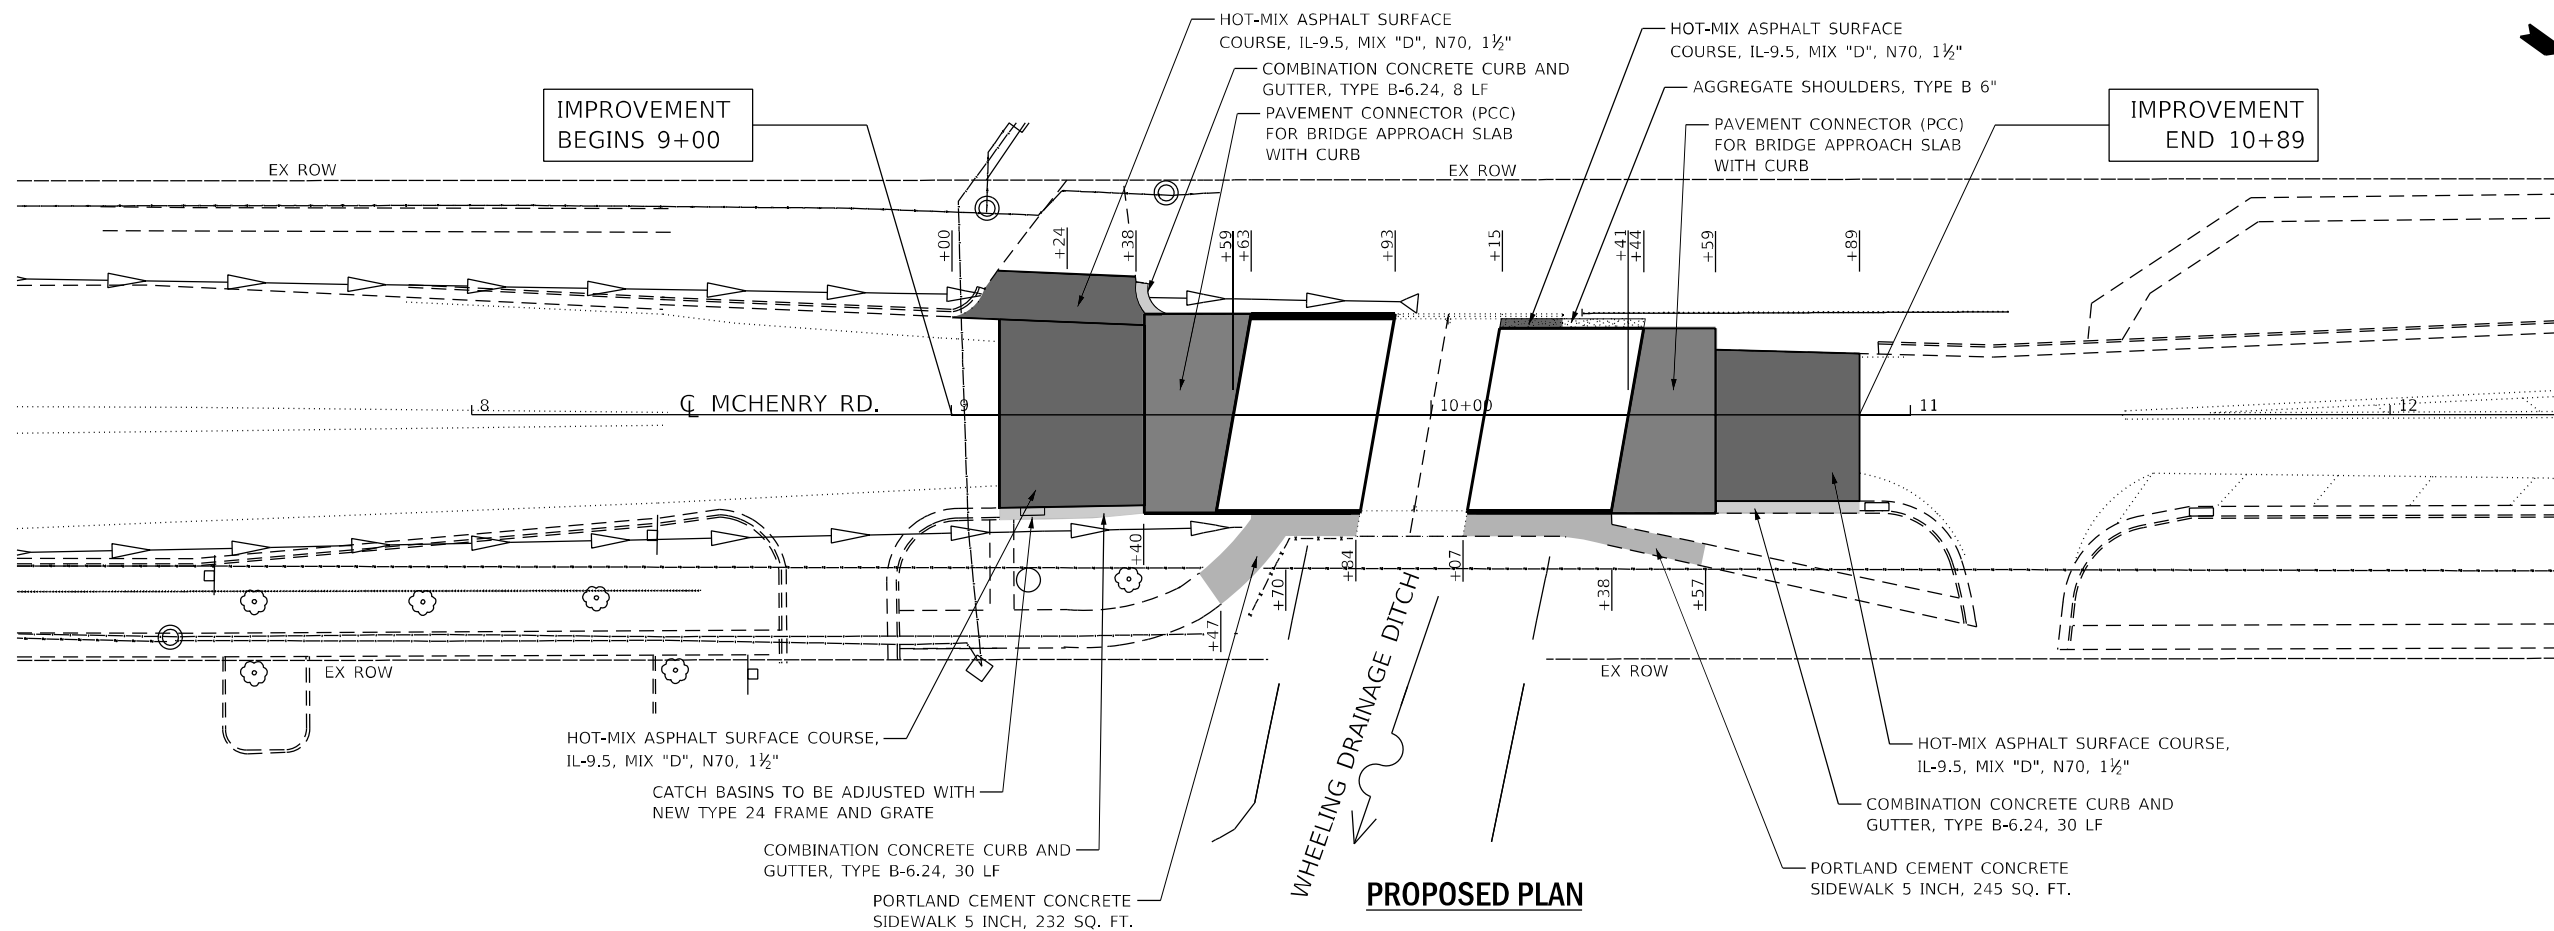 HOT-MIX ASPHALT SURFACE
COURSE, IL-9.5, MIX "D", N70, 1½"
COMBINATION CONCRETE CURB AND
GUTTER, TYPE B-6.24, 8 LF
PAVEMENT CONNECTOR (PCC)
FOR BRIDGE APPROACH SLAB
WITH CURB
HOT-MIX ASPHALT SURFACE
COURSE, IL-9.5, MIX "D", N70, 1½"
AGGREGATE SHOULDERS, TYPE B 6"
PAVEMENT CONNECTOR (PCC)
FOR BRIDGE APPROACH SLAB
WITH CURB
IMPROVEMENT
BEGINS 9+00
IMPROVEMENT
END 10+89
EX ROW
EX ROW
+00
+24
+38
+59
+63
+93
+15
+41
+44
+59
+89
8
℄ MCHENRY RD.
9
10+00
11
12
+40
+47
+70
+84
+07
+38
+57
EX ROW
EX ROW
WHEELING DRAINAGE DITCH
HOT-MIX ASPHALT SURFACE COURSE,
IL-9.5, MIX "D", N70, 1½"
CATCH BASINS TO BE ADJUSTED WITH
NEW TYPE 24 FRAME AND GRATE
COMBINATION CONCRETE CURB AND
GUTTER, TYPE B-6.24, 30 LF
PORTLAND CEMENT CONCRETE
SIDEWALK 5 INCH, 232 SQ. FT.
HOT-MIX ASPHALT SURFACE COURSE,
IL-9.5, MIX "D", N70, 1½"
COMBINATION CONCRETE CURB AND
GUTTER, TYPE B-6.24, 30 LF
PORTLAND CEMENT CONCRETE
SIDEWALK 5 INCH, 245 SQ. FT.
PROPOSED PLAN